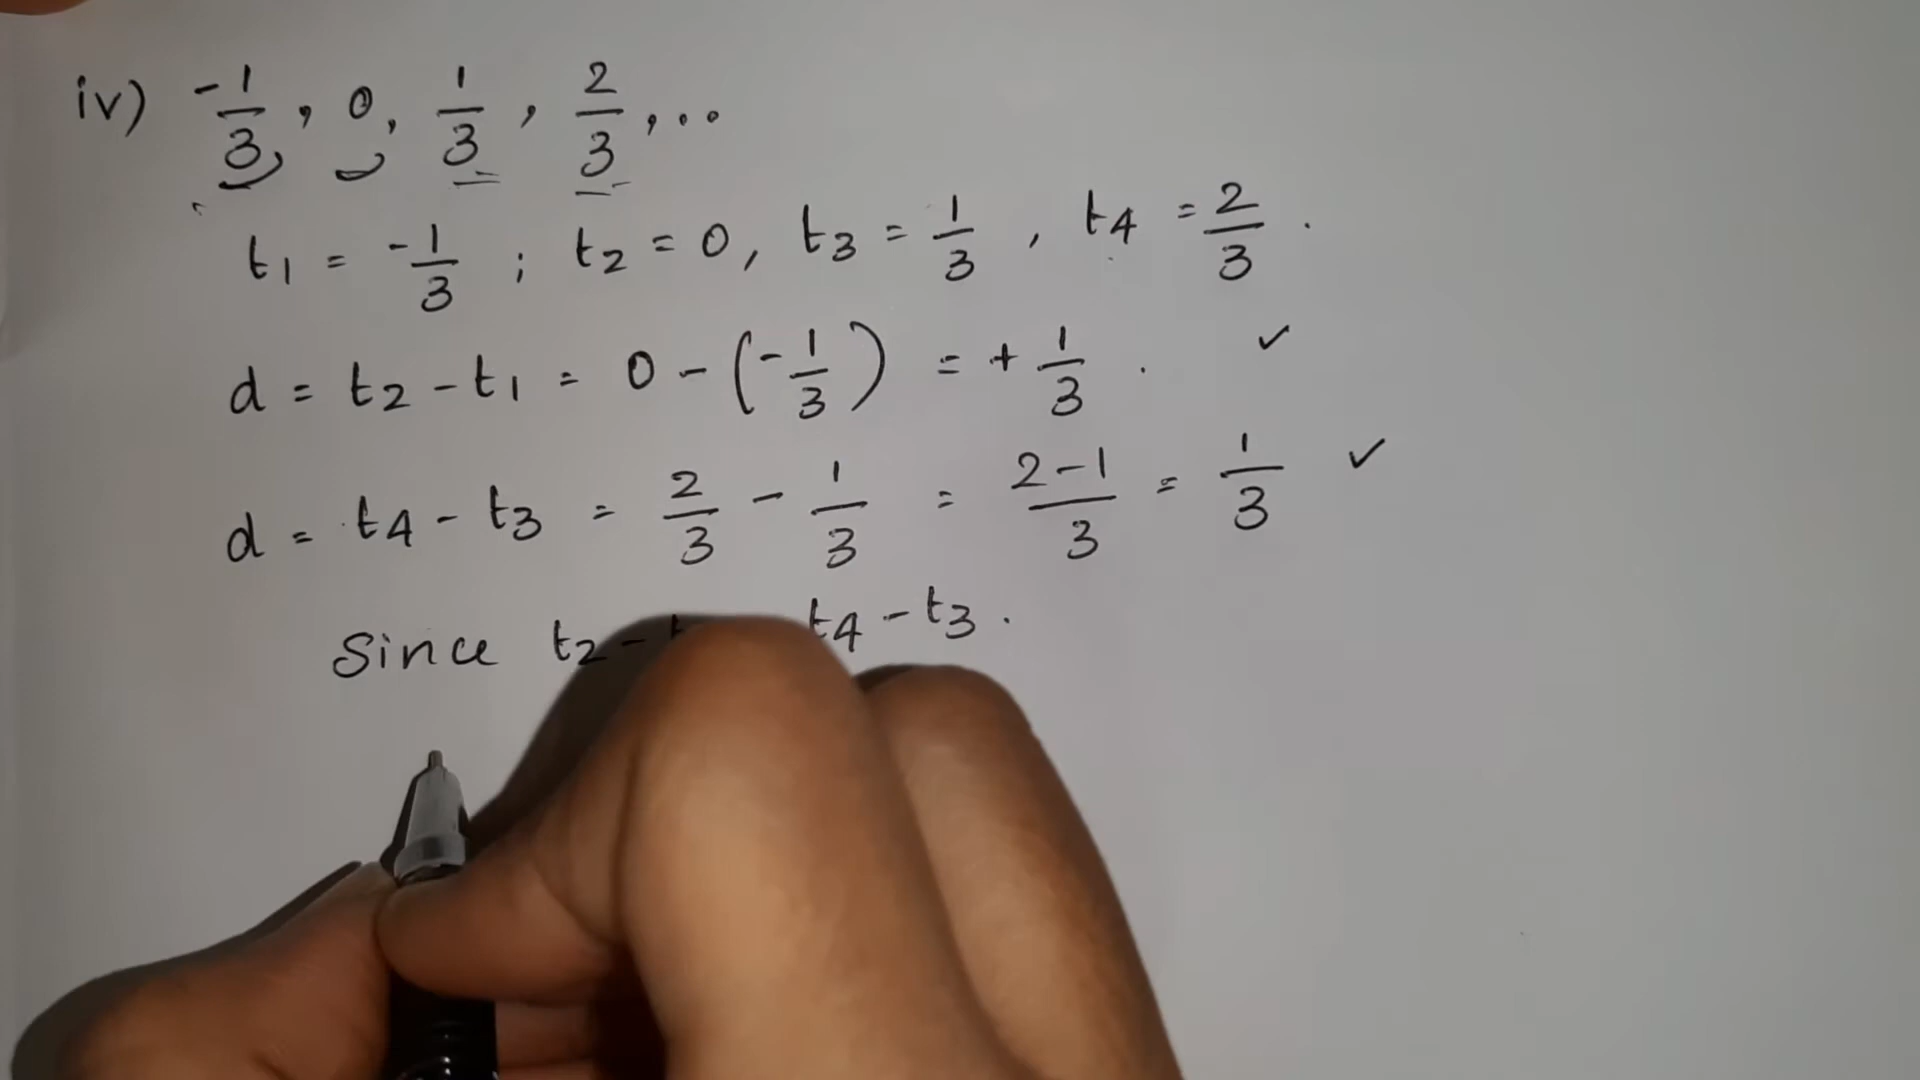 iv) -1/3, 0, 1/3, 2/3, ...
t1 = -1/3 ; t2 = 0, t3 = 1/3 , t4 = 2/3 .
d = t2 - t1 = 0 - (-1/3) = + 1/3 . ✓
d = t4 - t3 = 2/3 - 1/3 = 2-1/3 = 1/3 ✓
Since t2 - t4 - t3 .